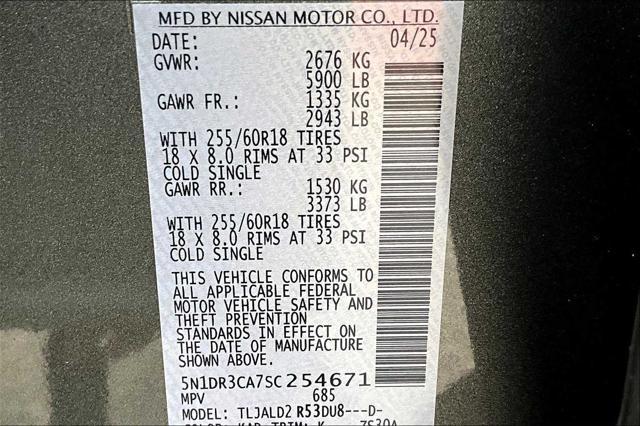 MFD BY NISSAN MOTOR CO., LTD.
DATE: 04/25
GVWR: 2676 KG
5900 LB
GAWR FR.: 1335 KG
2943 LB
WITH 255/60R18 TIRES
18 X 8.0 RIMS AT 33 PSI
COLD SINGLE
GAWR RR.: 1530 KG
3373 LB
WITH 255/60R18 TIRES
18 X 8.0 RIMS AT 33 PSI
COLD SINGLE
THIS VEHICLE CONFORMS TO
ALL APPLICABLE FEDERAL
MOTOR VEHICLE SAFETY AND
THEFT PREVENTION
STANDARDS IN EFFECT ON
THE DATE OF MANUFACTURE
SHOWN ABOVE.
5N1DR3CA7SC254671
MPV 685
MODEL: TLJALD2 R53DU8---D-
COLOR: KAD TRIM: K